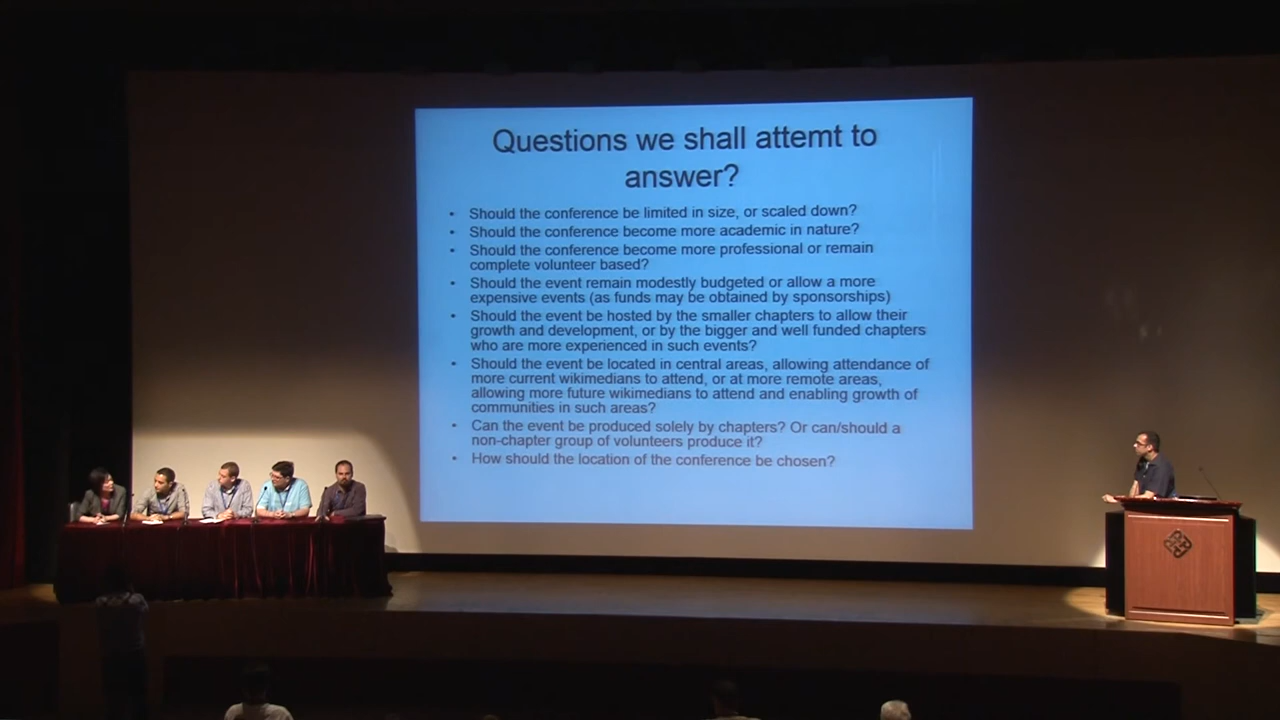 Questions we shall attemt to
answer?
• Should the conference be limited in size, or scaled down?
• Should the conference become more academic in nature?
• Should the conference become more professional or remain
complete volunteer based?
• Should the event remain modestly budgeted or allow a more
expensive events (as funds may be obtained by sponsorships)
• Should the event be hosted by the smaller chapters to allow their
growth and development, or by the bigger and well funded chapters
who are more experienced in such events?
• Should the event be located in central areas, allowing attendance of
more current wikimedians to attend, or at more remote areas,
allowing more future wikimedians to attend and enabling growth of
communities in such areas?
• Can the event be produced solely by chapters? Or can/should a
non-chapter group of volunteers produce it?
• How should the location of the conference be chosen?